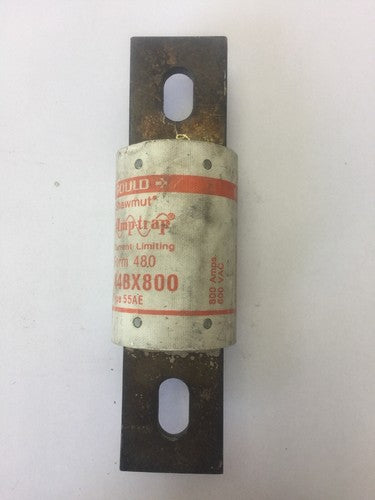 GOULD
Shawmut
Amp-trap®
Current Limiting
Form 480
A4BX800
Type 55AE
800 Amps.
600 VAC